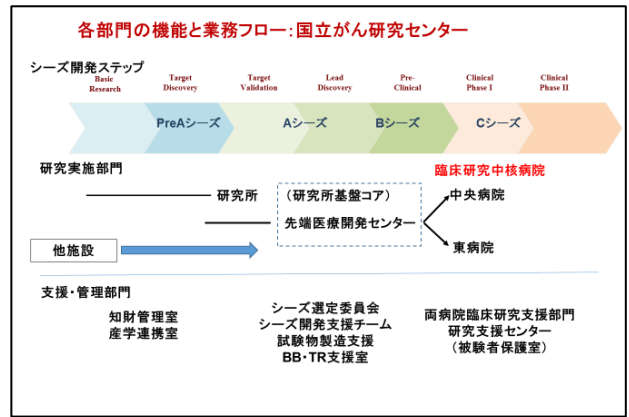 各部門の機能と業務フロー：国立がん研究センター
シーズ開発ステップ
Basic Research
Target Discovery
Target Validation
Lead Discovery
Pre-Clinical
Clinical Phase I
Clinical Phase II
PreAシーズ
Aシーズ
Bシーズ
Cシーズ
研究実施部門
臨床研究中核病院
研究所
（研究所基盤コア）
中央病院
先端医療開発センター
他施設
東病院
支援・管理部門
知財管理室
産学連携室
シーズ選定委員会
シーズ開発支援チーム
試験物製造支援
BB・TR支援室
両病院臨床研究支援部門
研究支援センター
（被験者保護室）